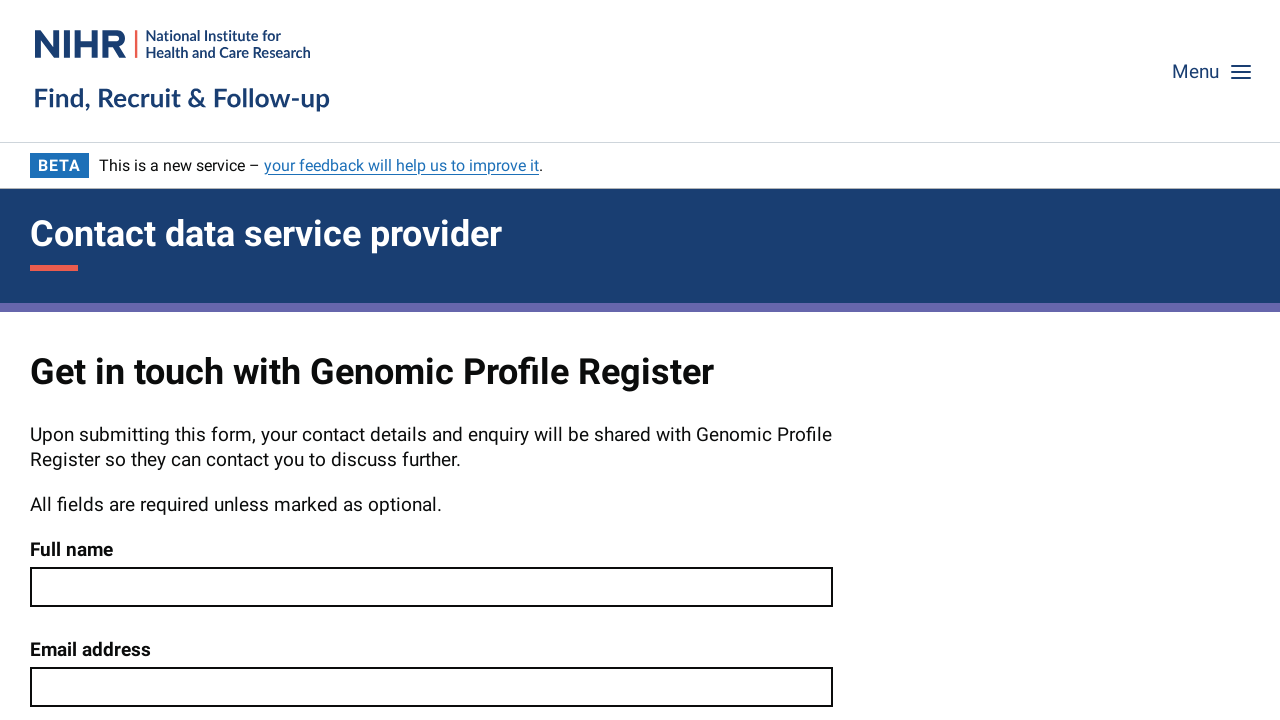 NIHR | National Institute for
Health and Care Research
Find, Recruit & Follow-up
Menu
BETA This is a new service – your feedback will help us to improve it.
Contact data service provider
Get in touch with Genomic Profile Register
Upon submitting this form, your contact details and enquiry will be shared with Genomic Profile
Register so they can contact you to discuss further.
All fields are required unless marked as optional.
Full name
Email address